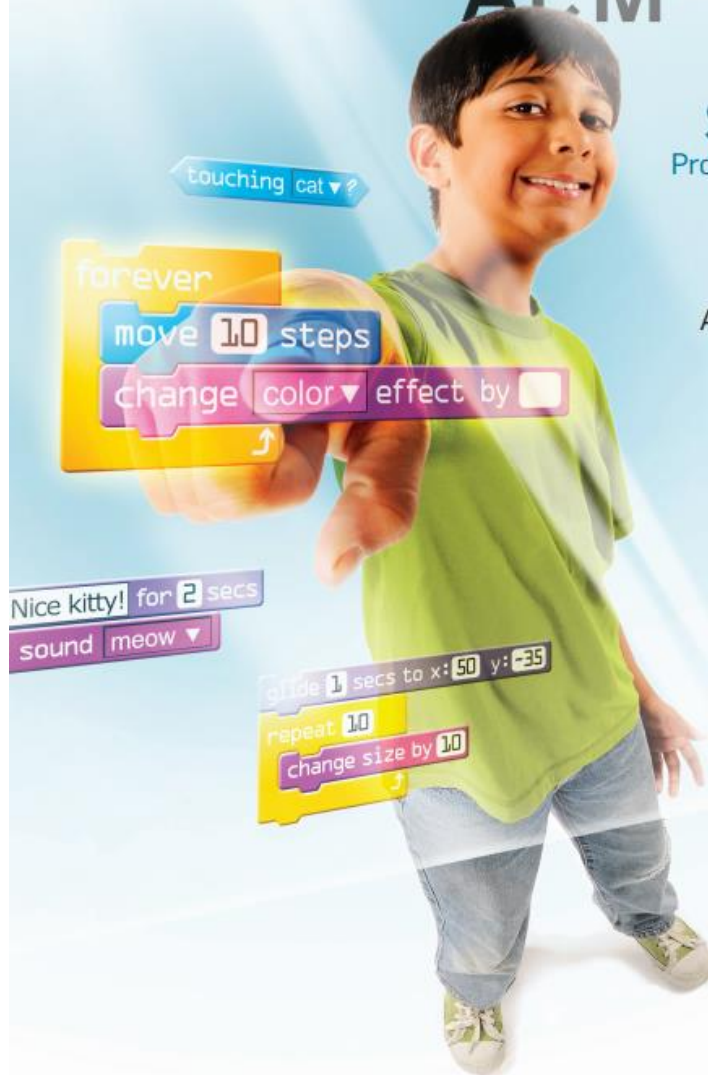 Pro
A
touching cat ▼ ?
forever
move 10 steps
change color ▼ effect by
Nice kitty! for 2 secs
sound meow ▼
glide 1 secs to x: 50 y: -35
repeat 10
change size by 10